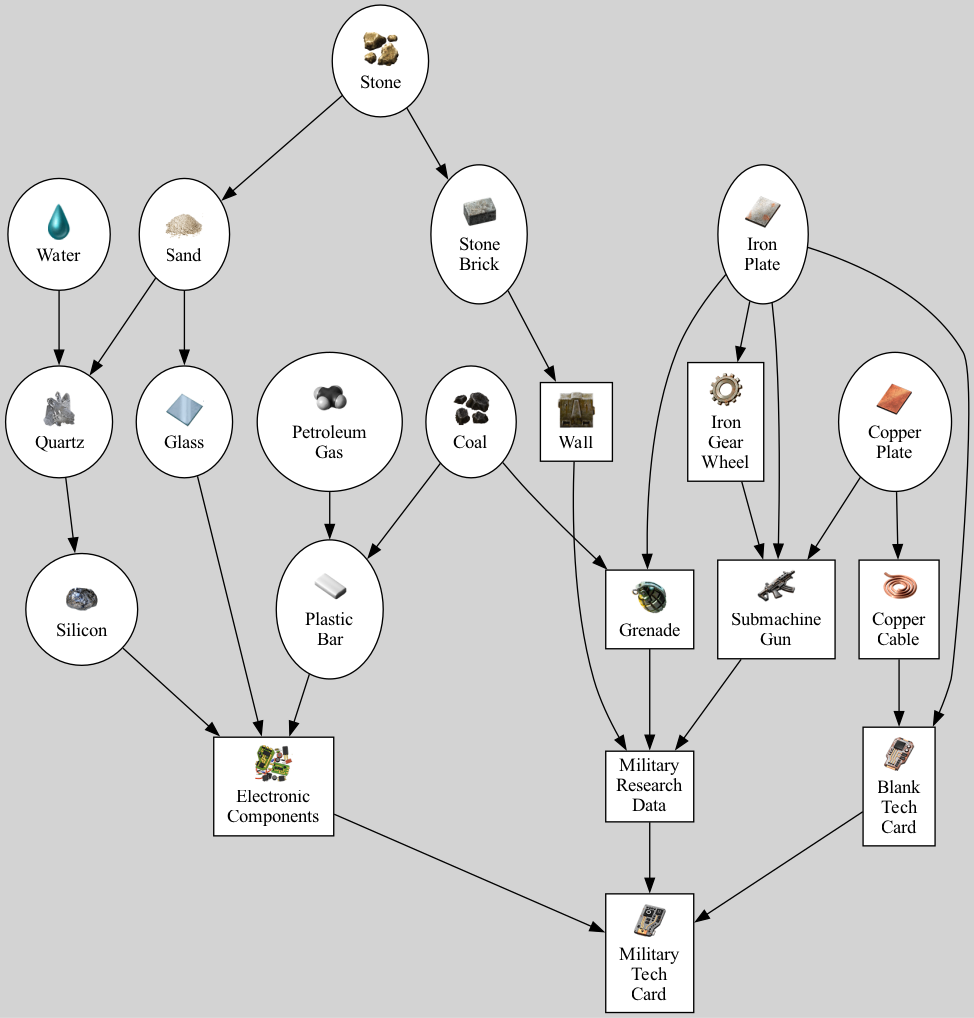 Stone
Water
Sand
Stone
Brick
Iron
Plate
Quartz
Glass
Petroleum
Gas
Coal
Wall
Iron
Gear
Wheel
Copper
Plate
Silicon
Plastic
Bar
Grenade
Submachine
Gun
Copper
Cable
Electronic
Components
Military
Research
Data
Blank
Tech
Card
Military
Tech
Card